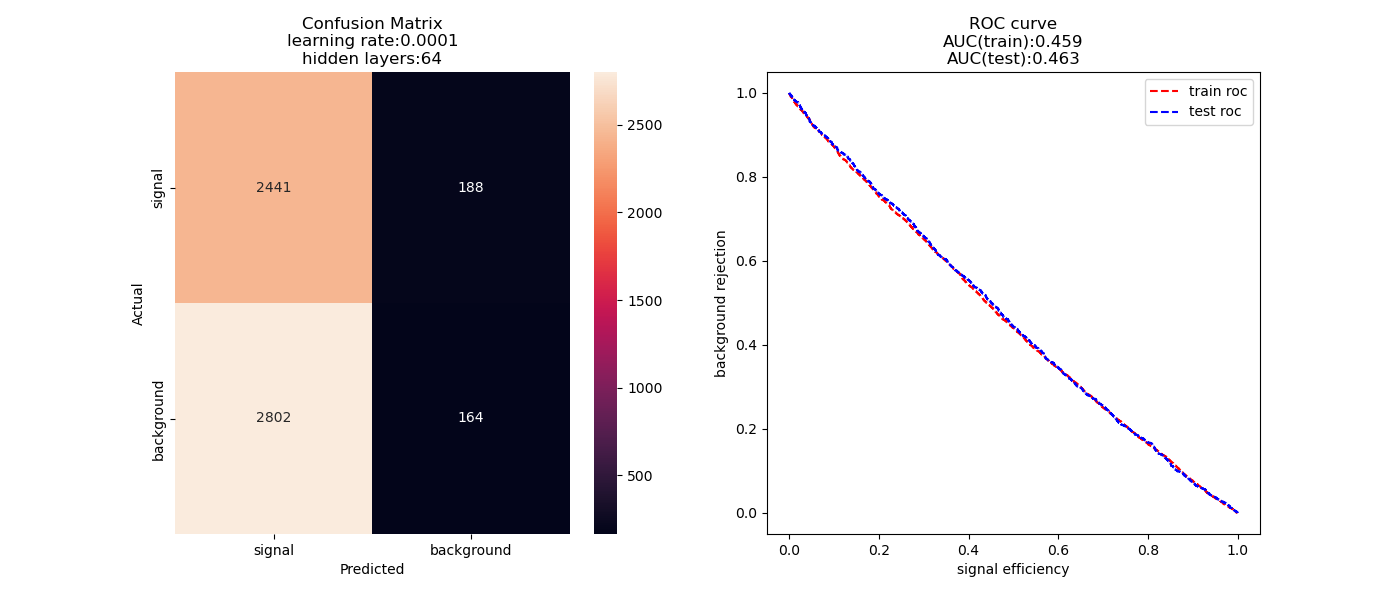 Confusion Matrix
learning rate:0.0001
hidden layers:64
signal
background
Actual
2441
188
2802
164
signal
background
Predicted
2500
2000
1500
1000
500
ROC curve
AUC(train):0.459
AUC(test):0.463
train roc
test roc
background rejection
1.0
0.8
0.6
0.4
0.2
0.0
0.0
0.2
0.4
0.6
0.8
1.0
signal efficiency